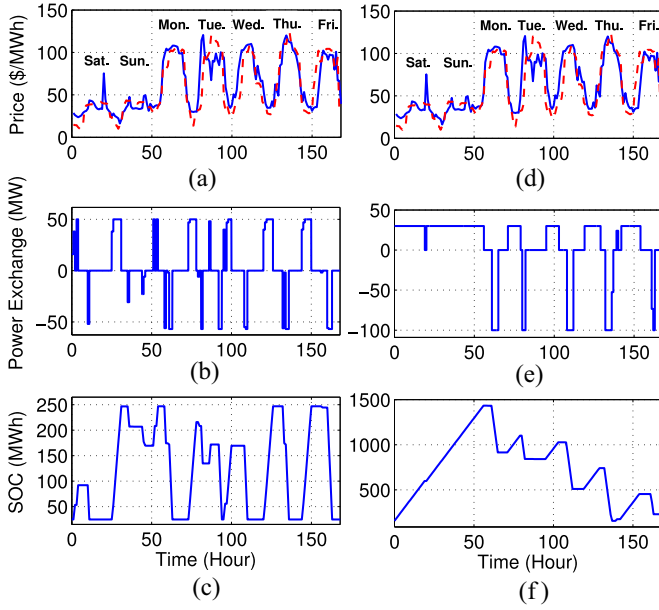 150
100
50
0
Price ($/MWh)
Sat.
Sun.
Mon.
Tue.
Wed.
Thu.
Fri.
0
50
100
150
(a)
150
100
50
0
Price ($/MWh)
Sat.
Sun.
Mon.
Tue.
Wed.
Thu.
Fri.
0
50
100
150
(d)
50
0
−50
Power Exchange (MW)
0
50
100
150
(b)
50
0
−50
−100
0
50
100
150
(e)
250
200
150
100
50
SOC (MWh)
0
50
100
150
Time (Hour)
(c)
1500
1000
500
0
50
100
150
Time (Hour)
(f)